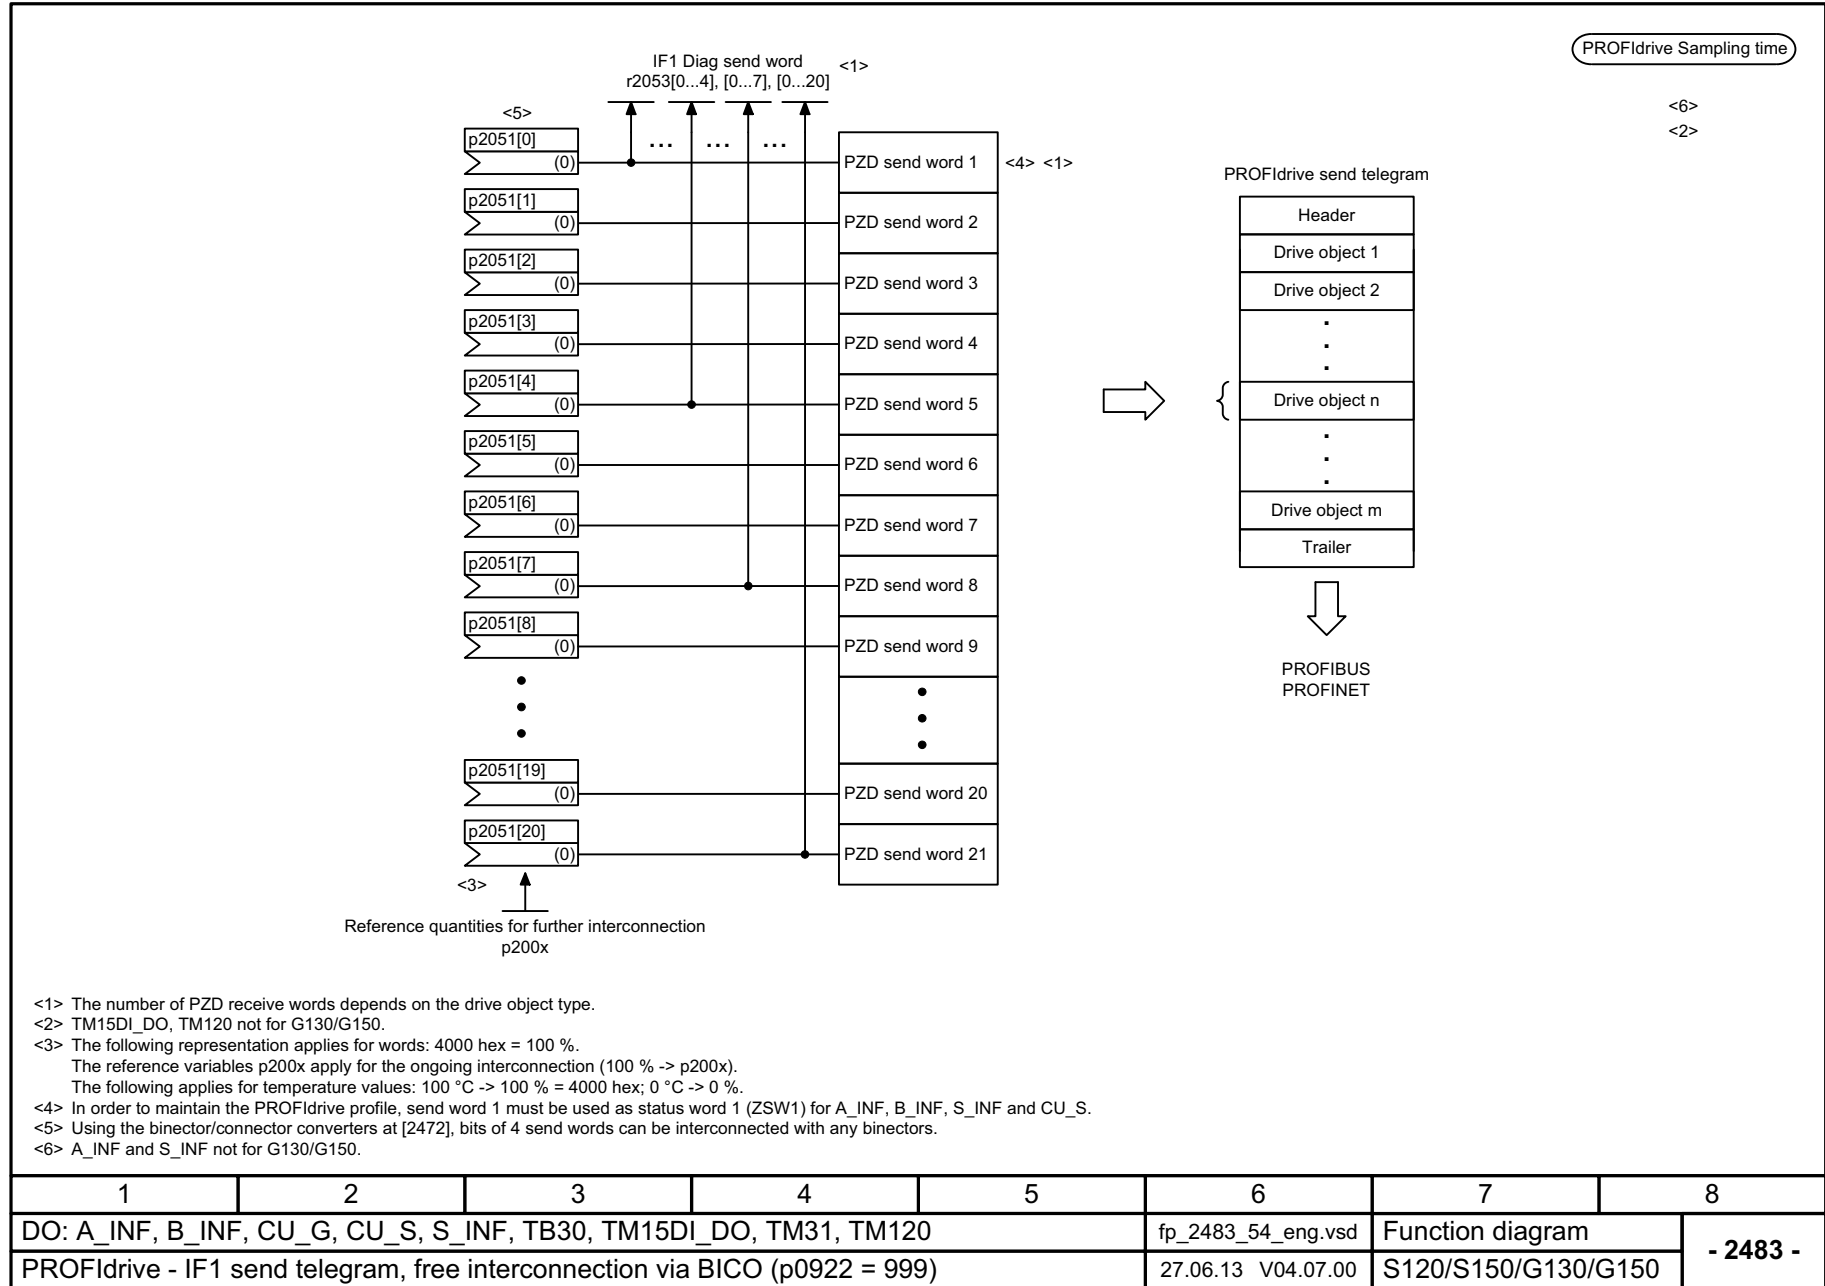 PROFIdrive Sampling time
IF1 Diag send word
r2053[0...4], [0...7], [0...20]
<1>
<6>
<2>
<5>
p2051[0]
(0)
...
...
...
PZD send word 1
<4> <1>
p2051[1]
(0)
PZD send word 2
p2051[2]
(0)
PZD send word 3
p2051[3]
(0)
PZD send word 4
p2051[4]
(0)
PZD send word 5
p2051[5]
(0)
PZD send word 6
p2051[6]
(0)
PZD send word 7
p2051[7]
(0)
PZD send word 8
p2051[8]
(0)
PZD send word 9
p2051[19]
(0)
PZD send word 20
p2051[20]
(0)
PZD send word 21
<3>
Reference quantities for further interconnection
p200x
PROFIdrive send telegram
Header
Drive object 1
Drive object 2
Drive object n
Drive object m
Trailer
PROFIBUS
PROFINET
<1> The number of PZD receive words depends on the drive object type.
<2> TM15DI_DO, TM120 not for G130/G150.
<3> The following representation applies for words: 4000 hex = 100 %.
The reference variables p200x apply for the ongoing interconnection (100 % -> p200x).
The following applies for temperature values: 100 °C -> 100 % = 4000 hex; 0 °C -> 0 %.
<4> In order to maintain the PROFIdrive profile, send word 1 must be used as status word 1 (ZSW1) for A_INF, B_INF, S_INF and CU_S.
<5> Using the binector/connector converters at [2472], bits of 4 send words can be interconnected with any binectors.
<6> A_INF and S_INF not for G130/G150.
1 2 3 4 5 6 7 8
DO: A_INF, B_INF, CU_G, CU_S, S_INF, TB30, TM15DI_DO, TM31, TM120
fp_2483_54_eng.vsd
Function diagram
- 2483 -
PROFIdrive - IF1 send telegram, free interconnection via BICO (p0922 = 999)
27.06.13 V04.07.00
S120/S150/G130/G150